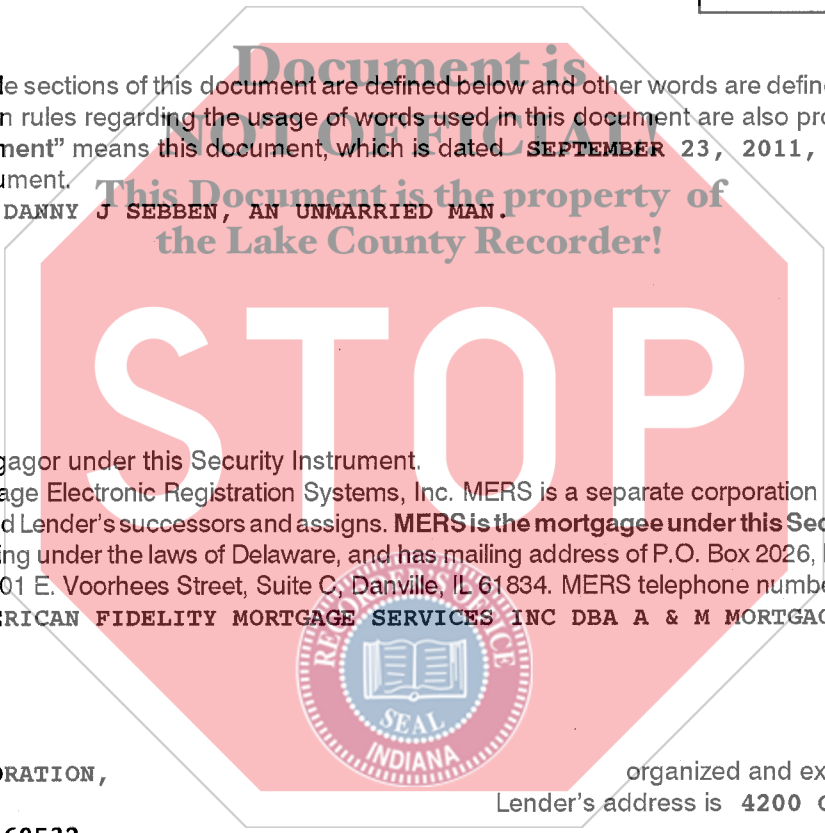 Document is
le sections of this document are defined below and other words are define
n rules regarding the usage of words used in this document are also pro
NOT OFFICIAL!
ment" means this document, which is dated SEPTEMBER 23, 2011,
ument.
This Document is the property of
DANNY J SEBBEN, AN UNMARRIED MAN.
the Lake County Recorder!
STOP
gagor under this Security Instrument.
age Electronic Registration Systems, Inc. MERS is a separate corporation
d Lender's successors and assigns. MERS is the mortgagee under this Sec
ing under the laws of Delaware, and has mailing address of P.O. Box 2026,
01 E. Voorhees Street, Suite C, Danville, IL 61834. MERS telephone numbe
ERICAN FIDELITY MORTGAGE SERVICES INC DBA A & M MORTGAG
RECORDER'S OFFICE
SEAL
INDIANA
ORATION,
organized and ex
Lender's address is 4200 C
60532